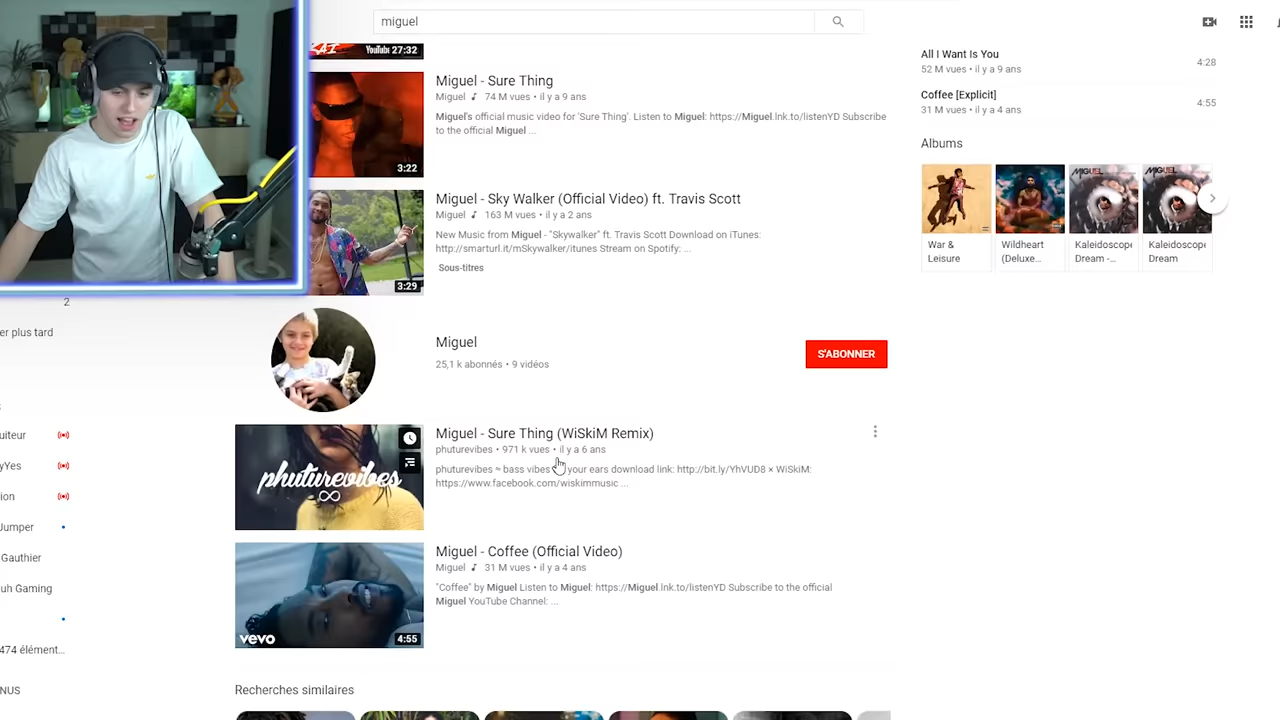 miguel
YouTube 27:32
Miguel - Sure Thing
Miguel 74 M vues • il y a 9 ans
Miguel's official music video for 'Sure Thing'. Listen to Miguel: https://Miguel.lnk.to/listenYD Subscribe
to the official Miguel ...
3:22
Miguel - Sky Walker (Official Video) ft. Travis Scott
Miguel 163 M vues • il y a 2 ans
New Music from Miguel - "Skywalker" ft. Travis Scott Download on iTunes:
http://smarturl.it/mSkywalker/itunes Stream on Spotify: ...
Sous-titres
3:29
Miguel
25,1 k abonnés • 9 vidéos
S'ABONNER
Miguel - Sure Thing (WiSkiM Remix)
phuturevibes • 971 k vues • il y a 6 ans
phuturevibes ≈ bass vibes your ears download link: http://bit.ly/YhVUD8 × WiSkiM:
https://www.facebook.com/wiskimmusic ...
phuturevibes
Miguel - Coffee (Official Video)
Miguel 31 M vues • il y a 4 ans
"Coffee" by Miguel Listen to Miguel: https://Miguel.lnk.to/listenYD Subscribe to the official
Miguel YouTube Channel: ...
vevo
4:55
Recherches similaires
All I Want Is You
52 M vues • il y a 9 ans
4:28
Coffee [Explicit]
31 M vues • il y a 4 ans
4:55
Albums
MIGUEL
MIGUEL
War &
Leisure
Wildheart
(Deluxe...
Kaleidoscope
Dream -...
Kaleidoscope
Dream
2
er plus tard
uiteur
yYes
ion
Jumper
Gauthier
uh Gaming
474 élément...
NUS